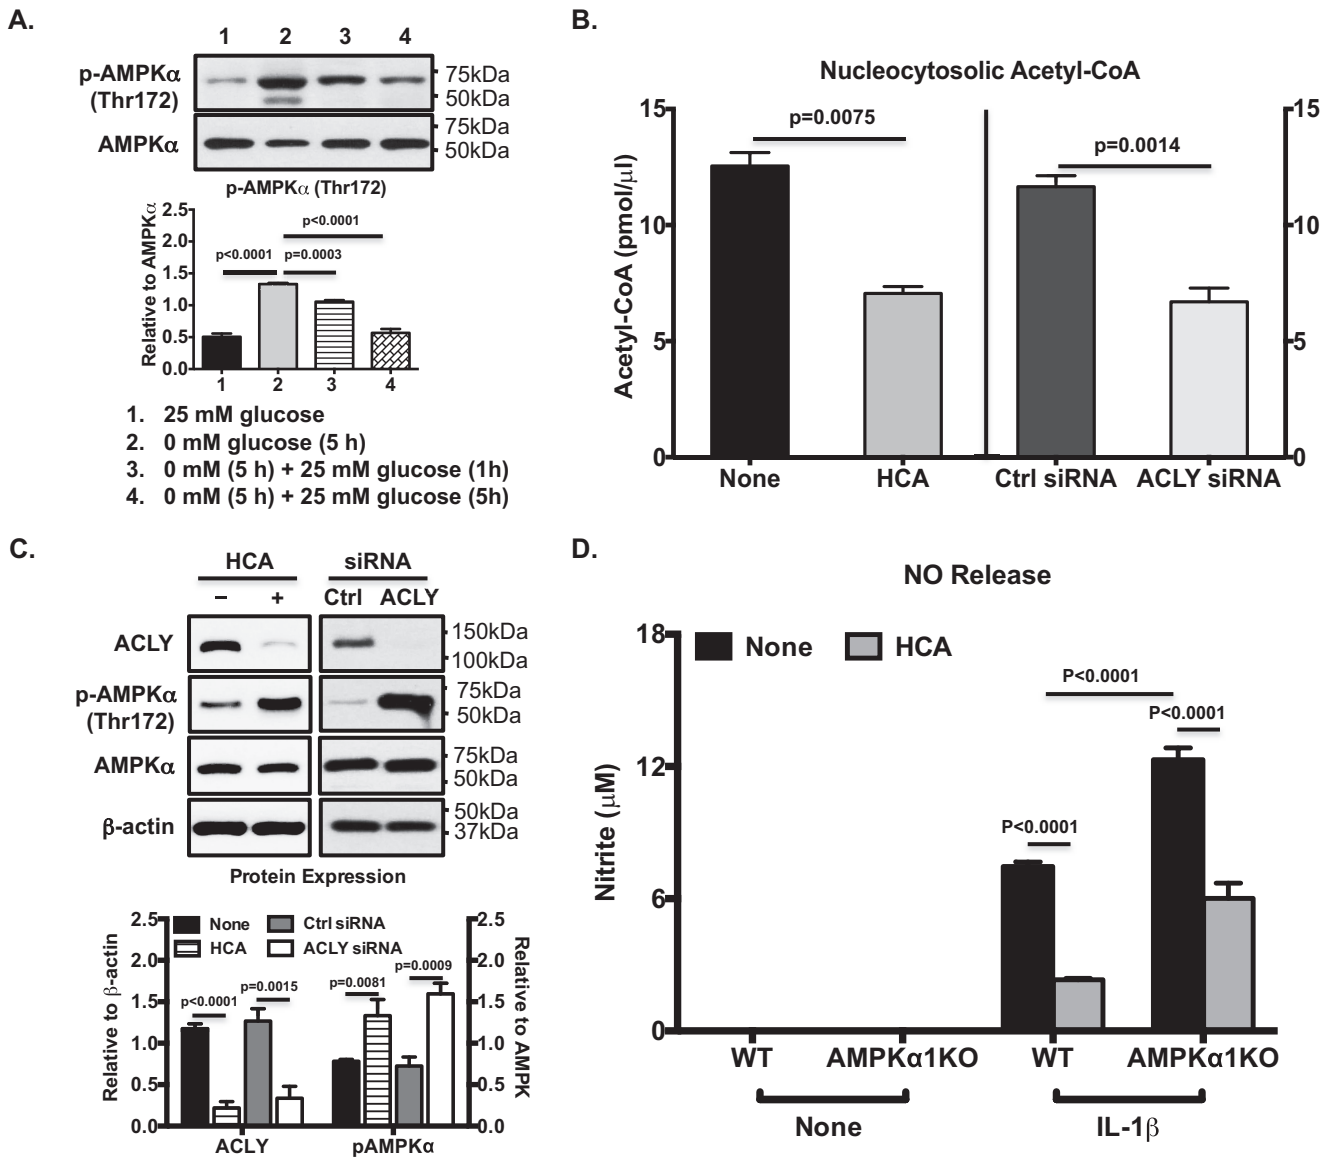 A.
1 2 3 4
p-AMPKα
(Thr172)
75kDa
50kDa
AMPKα
75kDa
50kDa
p-AMPKα (Thr172)
Relative to AMPKα
2.5
2.0
1.5
1.0
0.5
0.0
p<0.0001
p<0.0001 p=0.0003
1 2 3 4
1. 25 mM glucose
2. 0 mM glucose (5 h)
3. 0 mM (5 h) + 25 mM glucose (1h)
4. 0 mM (5 h) + 25 mM glucose (5h)
B.
Nucleocytosolic Acetyl-CoA
Acetyl-CoA (pmol/μl)
15
10
5
0
p=0.0075
p=0.0014
15
10
5
0
None HCA Ctrl siRNA ACLY siRNA
C.
HCA siRNA
− + Ctrl ACLY
ACLY
150kDa
100kDa
p-AMPKα
(Thr172)
75kDa
50kDa
AMPKα
75kDa
50kDa
β-actin
50kDa
37kDa
Protein Expression
Relative to β-actin
2.5
2.0
1.5
1.0
0.5
0.0
None Ctrl siRNA
HCA ACLY siRNA
p<0.0001
p=0.0015
p=0.0081
p=0.0009
2.5
2.0
1.5
1.0
0.5
0.0
Relative to AMPK
ACLY pAMPKα
D.
NO Release
Nitrite (μM)
18
12
6
0
None HCA
P<0.0001
P<0.0001
P<0.0001
WT AMPKα1KO WT AMPKα1KO
None IL-1β